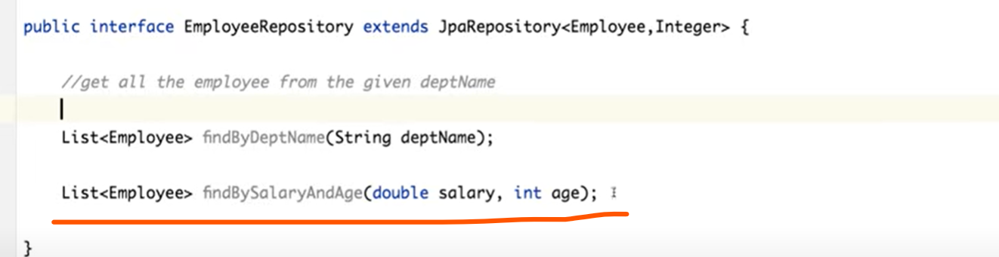 public interface EmployeeRepository extends JpaRepository<Employee,Integer> {
//get all the employee from the given deptName
List<Employee> findByDeptName(String deptName);
List<Employee> findBySalaryAndAge(double salary, int age);
}